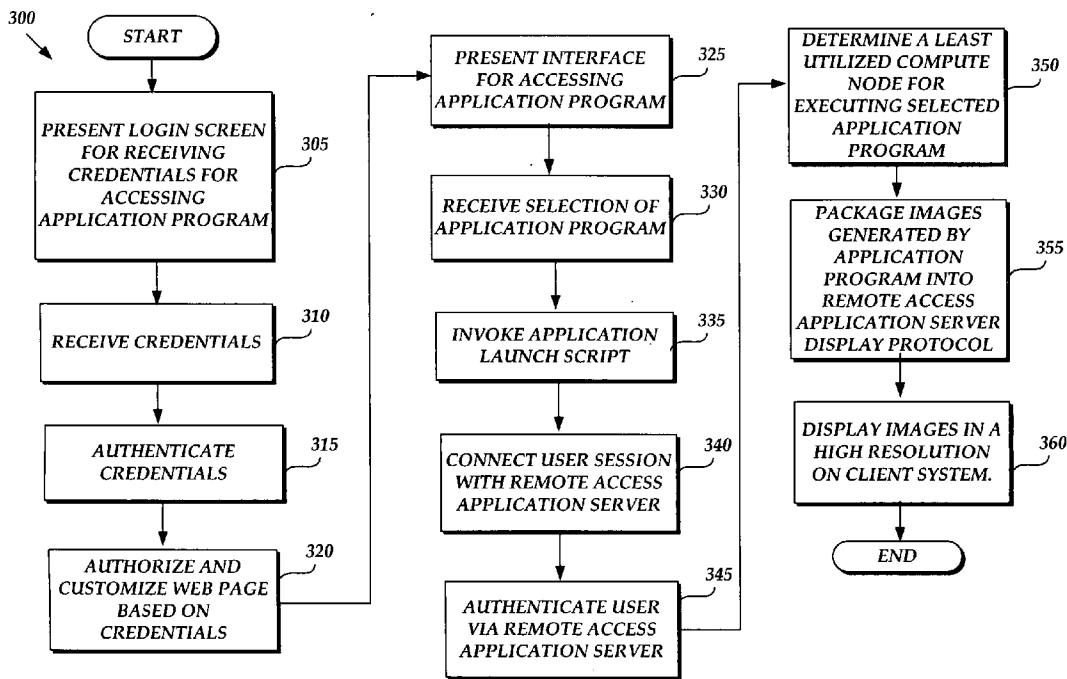 300
START
PRESENT LOGIN SCREEN
FOR RECEIVING
CREDENTIALS FOR
ACCESSING
APPLICATION PROGRAM
305
RECEIVE CREDENTIALS
310
AUTHENTICATE
CREDENTIALS
315
AUTHORIZE AND
CUSTOMIZE WEB PAGE
BASED ON
CREDENTIALS
320
PRESENT INTERFACE
FOR ACCESSING
APPLICATION PROGRAM
325
RECEIVE SELECTION OF
APPLICATION PROGRAM
330
INVOKE APPLICATION
LAUNCH SCRIPT
335
CONNECT USER SESSION
WITH REMOTE ACCESS
APPLICATION SERVER
340
AUTHENTICATE USER
VIA REMOTE ACCESS
APPLICATION SERVER
345
DETERMINE A LEAST
UTILIZED COMPUTE
NODE FOR
EXECUTING SELECTED
APPLICATION
PROGRAM
350
PACKAGE IMAGES
GENERATED BY
APPLICATION
PROGRAM INTO
REMOTE ACCESS
APPLICATION SERVER
DISPLAY PROTOCOL
355
DISPLAY IMAGES IN A
HIGH RESOLUTION
ON CLIENT SYSTEM.
360
END